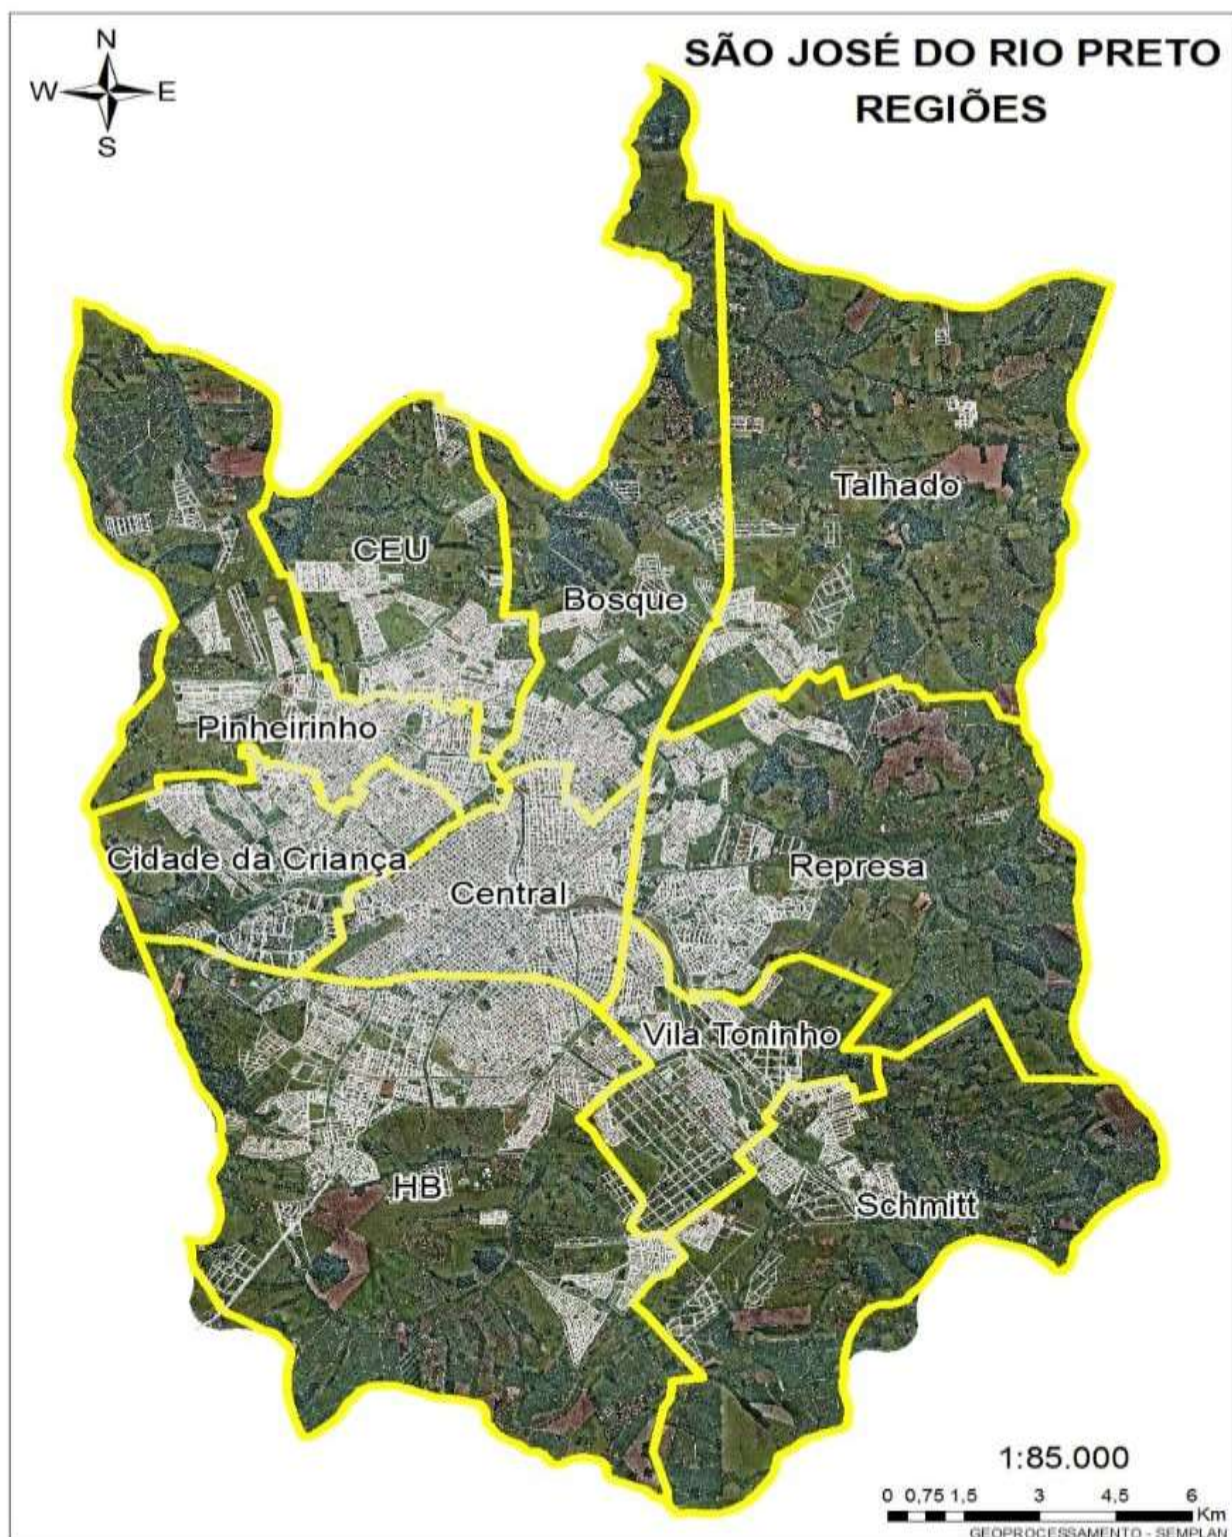 SÃO JOSÉ DO RIO PRETO
REGIÕES
N
W E
S
Talhado
CEU
Bosque
Pinheirinho
Cidade da Criança
Central
Represa
Vila Toninho
HB
Schmitt
1:85.000
0 0,75 1,5 3 4,5 6
Km
GEOPROCESSAMENTO - SEMPLAN